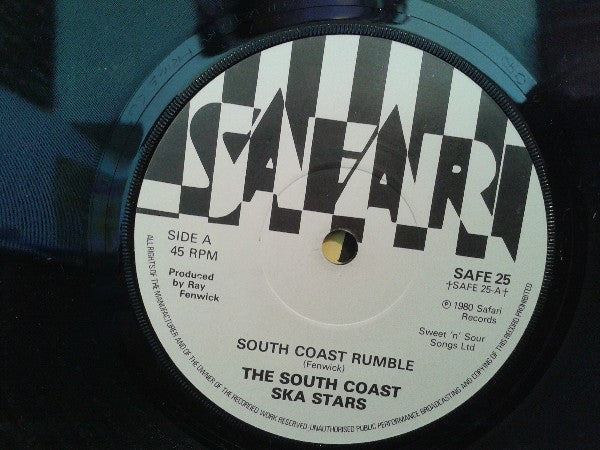 SAFARI
SIDE A
45 RPM
Produced
by Ray
Fenwick
SAFE 25
†SAFE 25-A†
℗ 1980 Safari
Records
Sweet 'n' Sour
Songs Ltd
SOUTH COAST RUMBLE
(Fenwick)
THE SOUTH COAST
SKA STARS
ALL RIGHTS OF THE MANUFACTURER AND OF THE OWNER OF THE RECORDED WORK RESERVED, UNAUTHORISED PUBLIC PERFORMANCE BROADCASTING AND COPYING OF THIS RECORD PROHIBITED